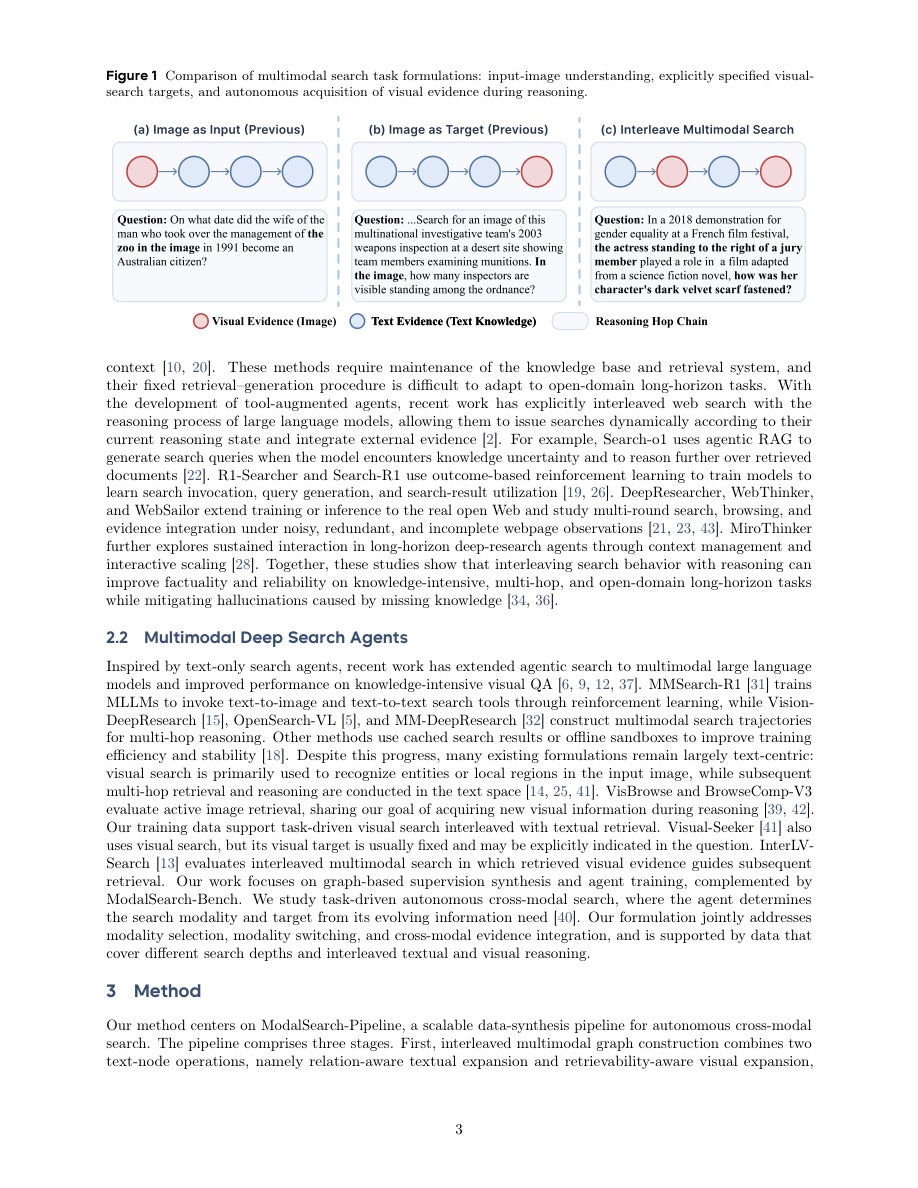 Figure 1 Comparison of multimodal search task formulations: input-image understanding, explicitly specified visual-
search targets, and autonomous acquisition of visual evidence during reasoning.
(a) Image as Input (Previous)
Question: On what date did the wife of the
man who took over the management of the
zoo in the image in 1991 become an
Australian citizen?
(b) Image as Target (Previous)
Question: ...Search for an image of this
multinational investigative team's 2003
weapons inspection at a desert site showing
team members examining munitions. In
the image, how many inspectors are
visible standing among the ordnance?
(c) Interleave Multimodal Search
Question: In a 2018 demonstration for
gender equality at a French film festival,
the actress standing to the right of a jury
member played a role in a film adapted
from a science fiction novel, how was her
character's dark velvet scarf fastened?
Visual Evidence (Image) Text Evidence (Text Knowledge) Reasoning Hop Chain
context [10, 20]. These methods require maintenance of the knowledge base and retrieval system, and
their fixed retrieval–generation procedure is difficult to adapt to open-domain long-horizon tasks. With
the development of tool-augmented agents, recent work has explicitly interleaved web search with the
reasoning process of large language models, allowing them to issue searches dynamically according to their
current reasoning state and integrate external evidence [2]. For example, Search-o1 uses agentic RAG to
generate search queries when the model encounters knowledge uncertainty and to reason further over retrieved
documents [22]. R1-Searcher and Search-R1 use outcome-based reinforcement learning to train models to
learn search invocation, query generation, and search-result utilization [19, 26]. DeepResearcher, WebThinker,
and WebSailor extend training or inference to the real open Web and study multi-round search, browsing, and
evidence integration under noisy, redundant, and incomplete webpage observations [21, 23, 43]. MiroThinker
further explores sustained interaction in long-horizon deep-research agents through context management and
interactive scaling [28]. Together, these studies show that interleaving search behavior with reasoning can
improve factuality and reliability on knowledge-intensive, multi-hop, and open-domain long-horizon tasks
while mitigating hallucinations caused by missing knowledge [34, 36].
2.2 Multimodal Deep Search Agents
Inspired by text-only search agents, recent work has extended agentic search to multimodal large language
models and improved performance on knowledge-intensive visual QA [6, 9, 12, 37]. MMSearch-R1 [31] trains
MLLMs to invoke text-to-image and text-to-text search tools through reinforcement learning, while Vision-
DeepResearch [15], OpenSearch-VL [5], and MM-DeepResearch [32] construct multimodal search trajectories
for multi-hop reasoning. Other methods use cached search results or offline sandboxes to improve training
efficiency and stability [18]. Despite this progress, many existing formulations remain largely text-centric:
visual search is primarily used to recognize entities or local regions in the input image, while subsequent
multi-hop retrieval and reasoning are conducted in the text space [14, 25, 41]. VisBrowse and BrowseComp-V3
evaluate active image retrieval, sharing our goal of acquiring new visual information during reasoning [39, 42].
Our training data support task-driven visual search interleaved with textual retrieval. Visual-Seeker [41] also
uses visual search, but its visual target is usually fixed and may be explicitly indicated in the question. InterLV-
Search [13] evaluates interleaved multimodal search in which retrieved visual evidence guides subsequent
retrieval. Our work focuses on graph-based supervision synthesis and agent training, complemented by
ModalSearch-Bench. We study task-driven autonomous cross-modal search, where the agent determines
the search modality and target from its evolving information need [40]. Our formulation jointly addresses
modality selection, modality switching, and cross-modal evidence integration, and is supported by data that
cover different search depths and interleaved textual and visual reasoning.
3 Method
Our method centers on ModalSearch-Pipeline, a scalable data-synthesis pipeline for autonomous cross-modal
search. The pipeline comprises three stages. First, interleaved multimodal graph construction combines two
text-node operations, namely relation-aware textual expansion and retrievability-aware visual expansion,
3